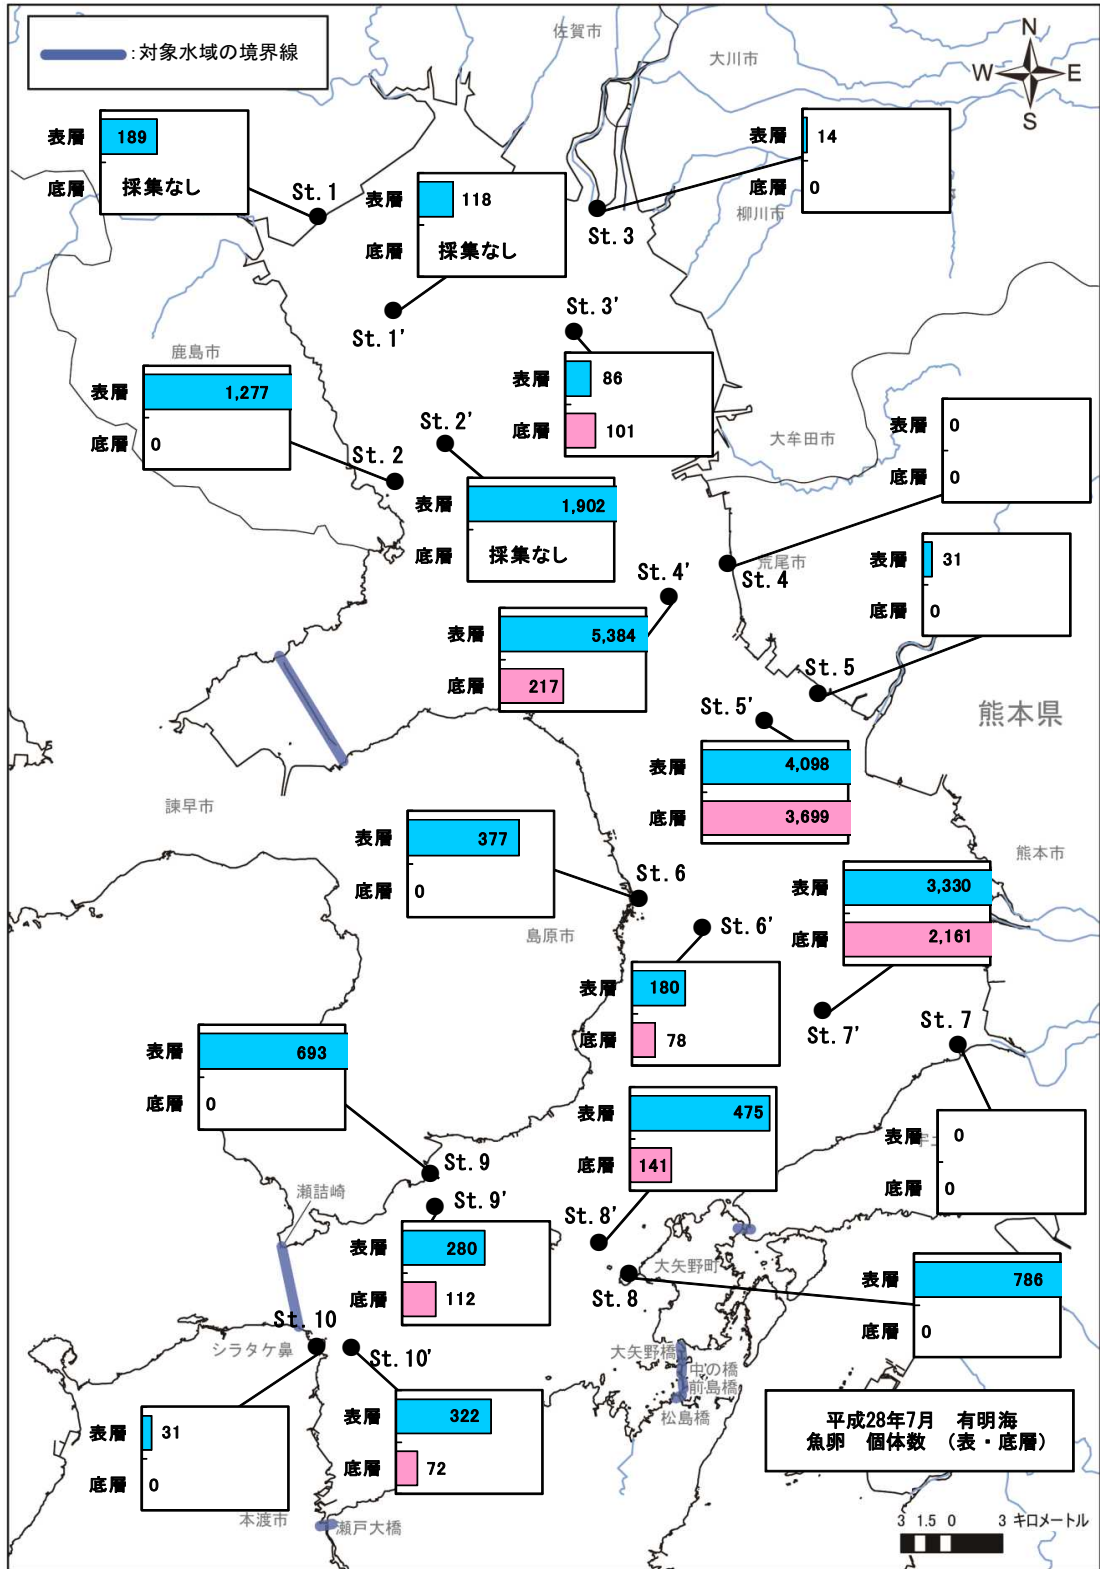 :対象水域の境界線
佐賀市
大川市
N
W E
S
表層 189
底層 採集なし
St. 1
表層 118
底層 採集なし
St. 1'
表層 14
底層 0
St. 3
柳川市
St. 3'
表層 86
底層 101
鹿島市
表層 1,277
底層 0
St. 2
St. 2'
表層 1,902
底層 採集なし
大牟田市
表層 0
底層 0
St. 4
荒尾市
St. 4'
表層 5,384
底層 217
表層 31
底層 0
St. 5
St. 5'
表層 4,098
底層 3,699
熊本県
諫早市
熊本市
表層 377
底層 0
St. 6
島原市
St. 6'
表層 180
底層 78
表層 3,330
底層 2,161
St. 7'
St. 7
表層 0
底層 0
表層 693
底層 0
St. 9
表層 475
底層 141
St. 8'
瀬詰崎
St. 9'
表層 280
底層 112
大矢野町
St. 8
表層 786
底層 0
St. 10
シラタケ鼻
St. 10'
大矢野橋
中の橋
前島橋
松島橋
表層 31
底層 0
表層 322
底層 72
本渡市
瀬戸大橋
平成28年7月 有明海
魚卵 個体数 (表・底層)
3 1.5 0 3 キロメートル